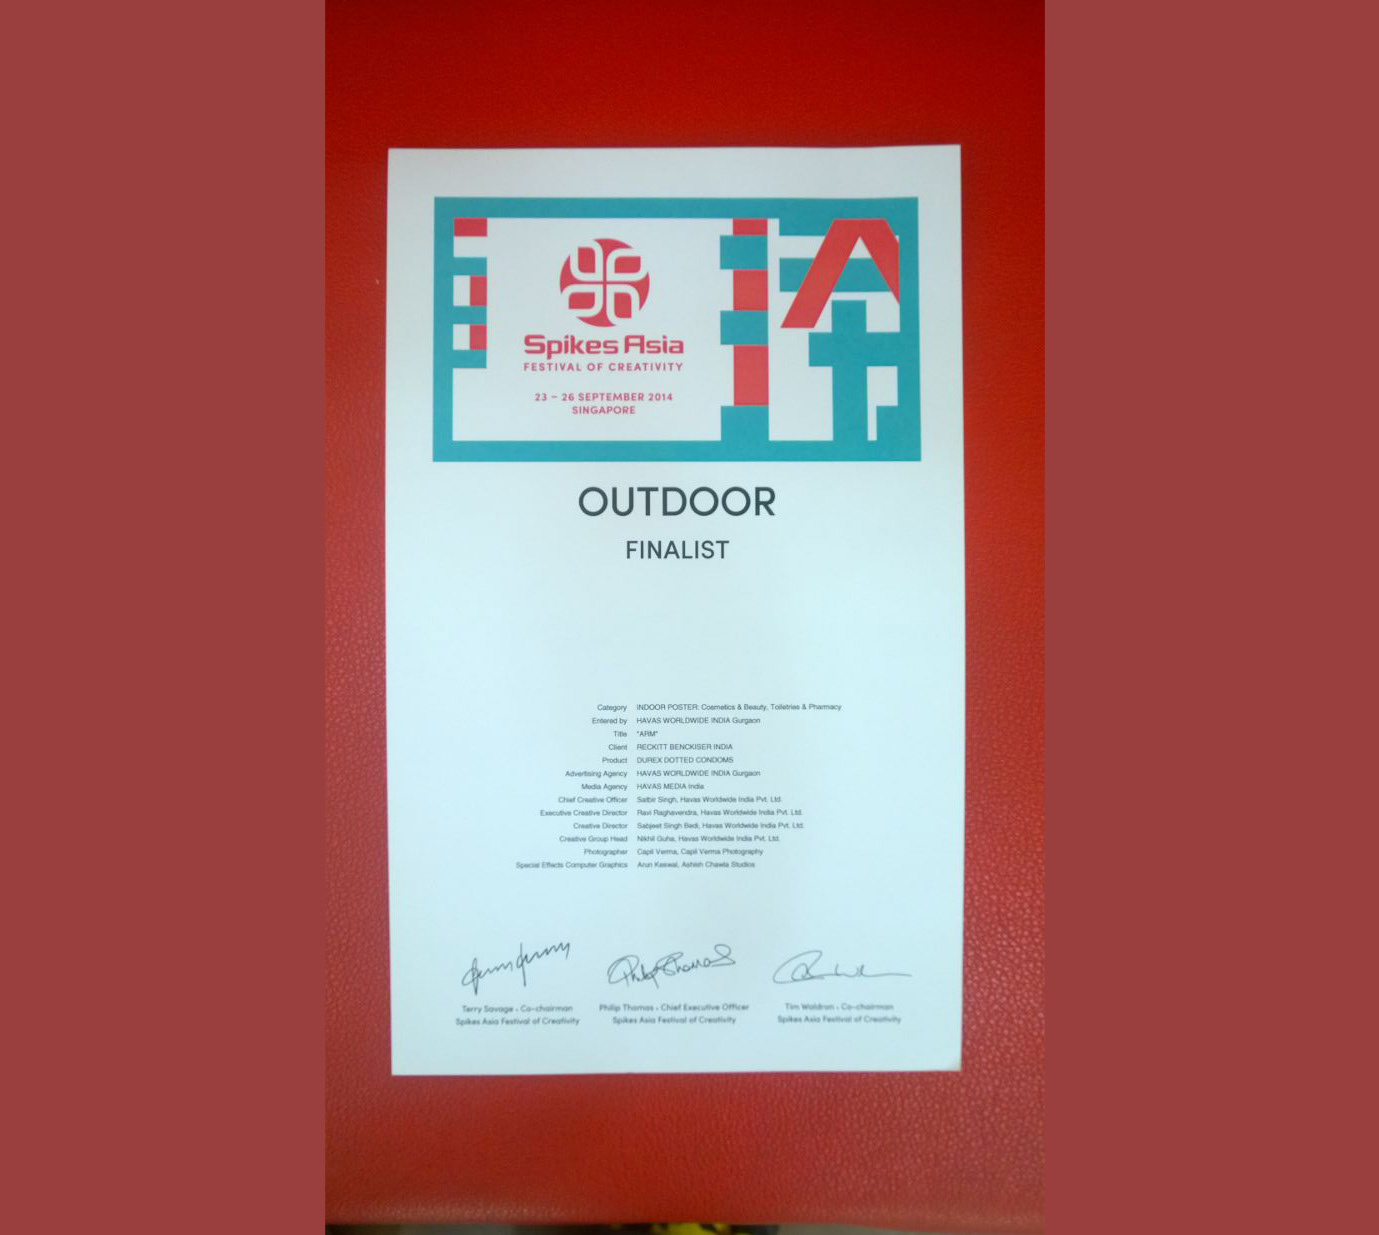 Spikes Asia
FESTIVAL OF CREATIVITY
23 – 26 SEPTEMBER 2014
SINGAPORE
OUTDOOR
FINALIST
Category INDOOR POSTER: Cosmetics & Beauty, Toiletries & Pharmacy
Entered by HAVAS WORLDWIDE INDIA Gurgaon
Title "ARM"
Client RECKITT BENCKISER INDIA
Product DUREX DOTTED CONDOMS
Advertising Agency HAVAS WORLDWIDE INDIA Gurgaon
Media Agency HAVAS MEDIA India
Chief Creative Officer Satbir Singh, Havas Worldwide India Pvt. Ltd.
Executive Creative Director Ravi Raghavendra, Havas Worldwide India Pvt. Ltd.
Creative Director Sabjeet Singh Bedi, Havas Worldwide India Pvt. Ltd.
Creative Group Head Nikhil Guha, Havas Worldwide India Pvt. Ltd.
Photographer Capil Verma, Capil Verma Photography
Special Effects Computer Graphics Arun Keswal, Ashish Chawla Studios
Terry Savage - Co-chairman Philip Thomas - Chief Executive Officer Tim Waldron - Co-chairman
Spikes Asia Festival of Creativity Spikes Asia Festival of Creativity Spikes Asia Festival of Creativity